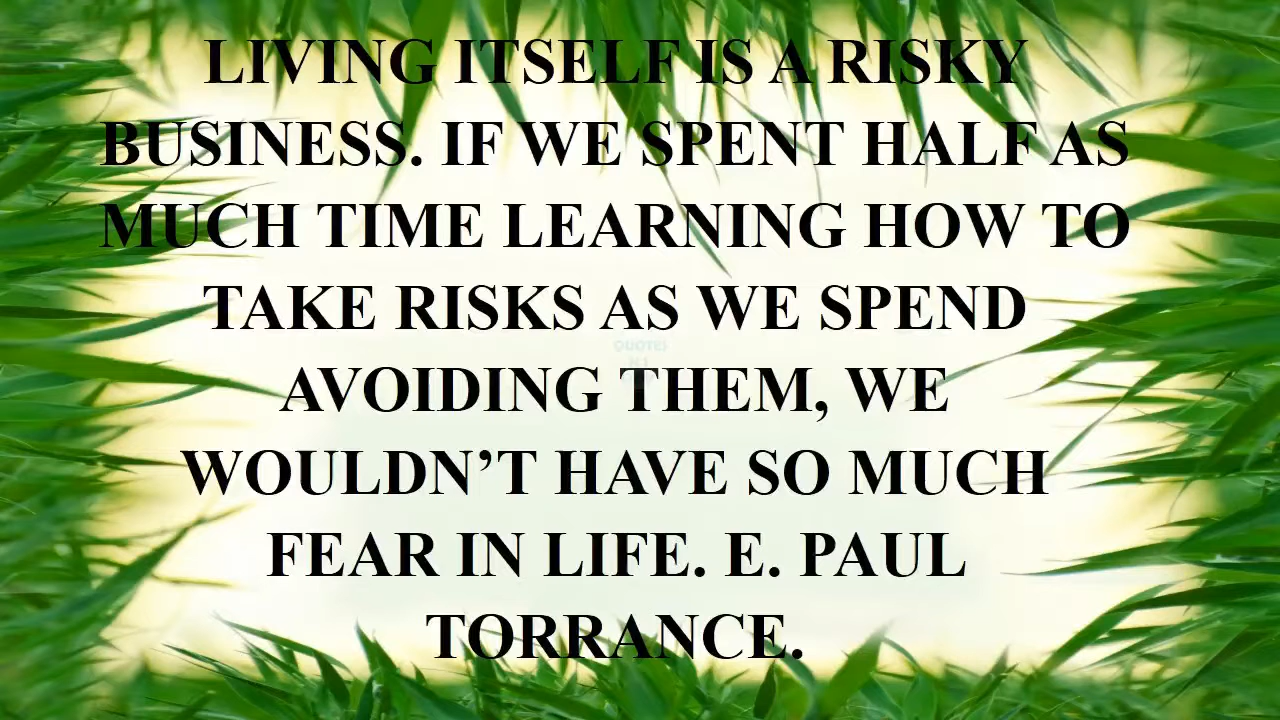 LIVING ITSELF IS A RISKY
BUSINESS. IF WE SPENT HALF AS
MUCH TIME LEARNING HOW TO
TAKE RISKS AS WE SPEND
QUOTES
AVOIDING THEM, WE
WOULDN’T HAVE SO MUCH
FEAR IN LIFE. E. PAUL
TORRANCE.